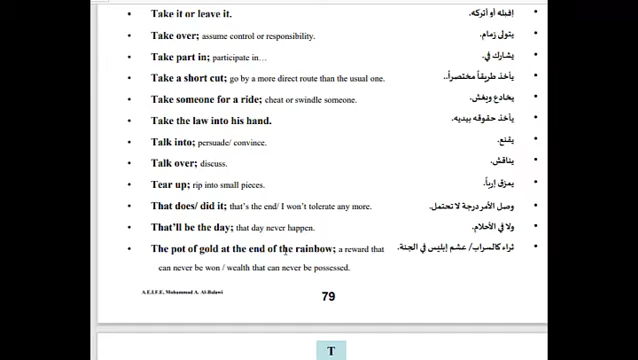 • Take it or leave it. إقبله أو أتركه. •
• Take over; assume control or responsibility. يتولى زمام. •
• Take part in; participate in… يشارك في. •
• Take a short cut; go by a more direct route than the usual one. يأخذ طريقاً مختصراً.. •
• Take someone for a ride; cheat or swindle someone. يخادع ويغش. •
• Take the law into his hand. يأخذ حقوقه بيديه. •
• Talk into; persuade/ convince. يقنع. •
• Talk over; discuss. يناقش. •
• Tear up; rip into small pieces. يمزق إرباً. •
• That does/ did it; that's the end/ I won't tolerate any more. وصل الأمر درجة لا تحتمل. •
• That'll be the day; that day never happen. ولا في الأحلام. •
• The pot of gold at the end of the rainbow; a reward that ثراء كالسراب/ عشم إبليس في الجنة. •
can never be won / wealth that can never be possessed.
A.E.I.F.E, Mohammad A. Al-Balawi
79
T